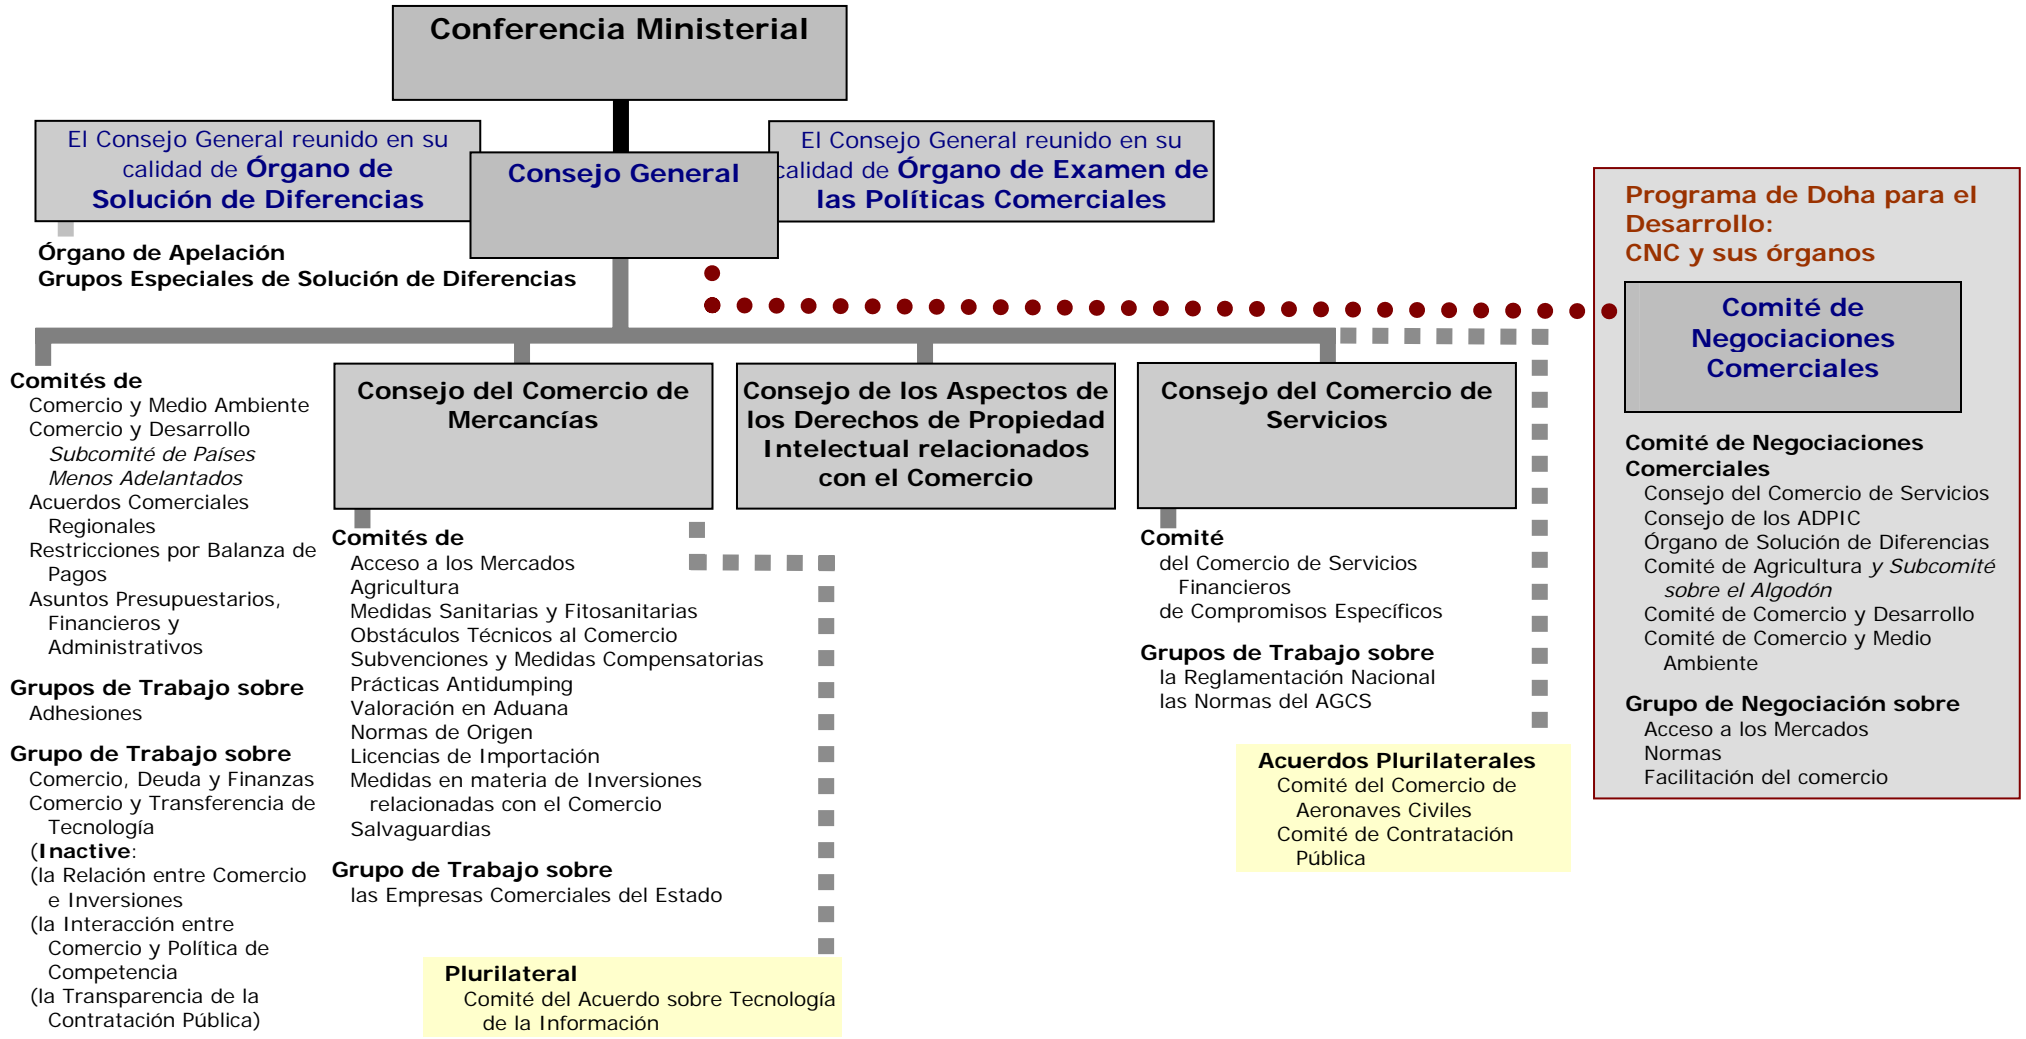 Conferencia Ministerial
El Consejo General reunido en su
calidad de Órgano de
Solución de Diferencias
Consejo General
El Consejo General reunido en su
calidad de Órgano de Examen de
las Políticas Comerciales
Órgano de Apelación
Grupos Especiales de Solución de Diferencias
Comités de
Comercio y Medio Ambiente
Comercio y Desarrollo
Subcomité de Países
Menos Adelantados
Acuerdos Comerciales
Regionales
Restricciones por Balanza de
Pagos
Asuntos Presupuestarios,
Financieros y
Administrativos
Grupos de Trabajo sobre
Adhesiones
Grupo de Trabajo sobre
Comercio, Deuda y Finanzas
Comercio y Transferencia de
Tecnología
(Inactive:
(la Relación entre Comercio
e Inversiones
(la Interacción entre
Comercio y Política de
Competencia
(la Transparencia de la
Contratación Pública)
Consejo del Comercio de
Mercancías
Comités de
Acceso a los Mercados
Agricultura
Medidas Sanitarias y Fitosanitarias
Obstáculos Técnicos al Comercio
Subvenciones y Medidas Compensatorias
Prácticas Antidumping
Valoración en Aduana
Normas de Origen
Licencias de Importación
Medidas en materia de Inversiones
relacionadas con el Comercio
Salvaguardias
Grupo de Trabajo sobre
las Empresas Comerciales del Estado
Plurilateral
Comité del Acuerdo sobre Tecnología
de la Información
Consejo de los Aspectos de
los Derechos de Propiedad
Intelectual relacionados
con el Comercio
Consejo del Comercio de
Servicios
Comité
del Comercio de Servicios
Financieros
de Compromisos Específicos
Grupos de Trabajo sobre
la Reglamentación Nacional
las Normas del AGCS
Acuerdos Plurilaterales
Comité del Comercio de
Aeronaves Civiles
Comité de Contratación
Pública
Programa de Doha para el
Desarrollo:
CNC y sus órganos
Comité de
Negociaciones
Comerciales
Comité de Negociaciones
Comerciales
Consejo del Comercio de Servicios
Consejo de los ADPIC
Órgano de Solución de Diferencias
Comité de Agricultura y Subcomité
sobre el Algodón
Comité de Comercio y Desarrollo
Comité de Comercio y Medio
Ambiente
Grupo de Negociación sobre
Acceso a los Mercados
Normas
Facilitación del comercio